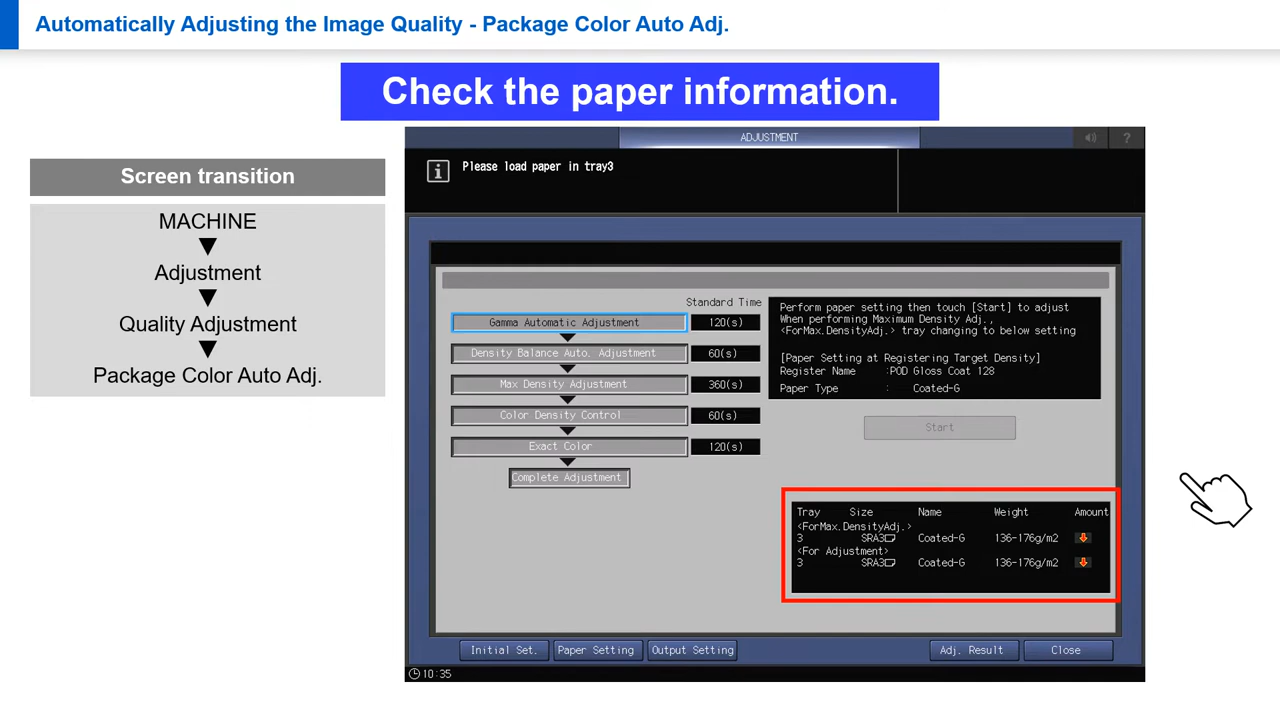 Automatically Adjusting the Image Quality - Package Color Auto Adj.
Check the paper information.
Screen transition
MACHINE
▼
Adjustment
▼
Quality Adjustment
▼
Package Color Auto Adj.
ADJUSTMENT
?
i Please load paper in tray3
Standard Time
Gamma Automatic Adjustment 120(s)
Density Balance Auto. Adjustment 60(s)
Max Density Adjustment 360(s)
Color Density Control 60(s)
Exact Color 120(s)
Complete Adjustment
Perform paper setting then touch [Start] to adjust
When performing Maximum Density Adj.,
<ForMax.DensityAdj.> tray changing to below setting
[Paper Setting at Registering Target Density]
Register Name :POD Gloss Coat 128
Paper Type : Coated-G
Start
Tray Size Name Weight Amount
<ForMax.DensityAdj.>
3 SRA3 Coated-G 136-176g/m2
<For Adjustment>
3 SRA3 Coated-G 136-176g/m2
Initial Set. Paper Setting Output Setting Adj. Result Close
10:35